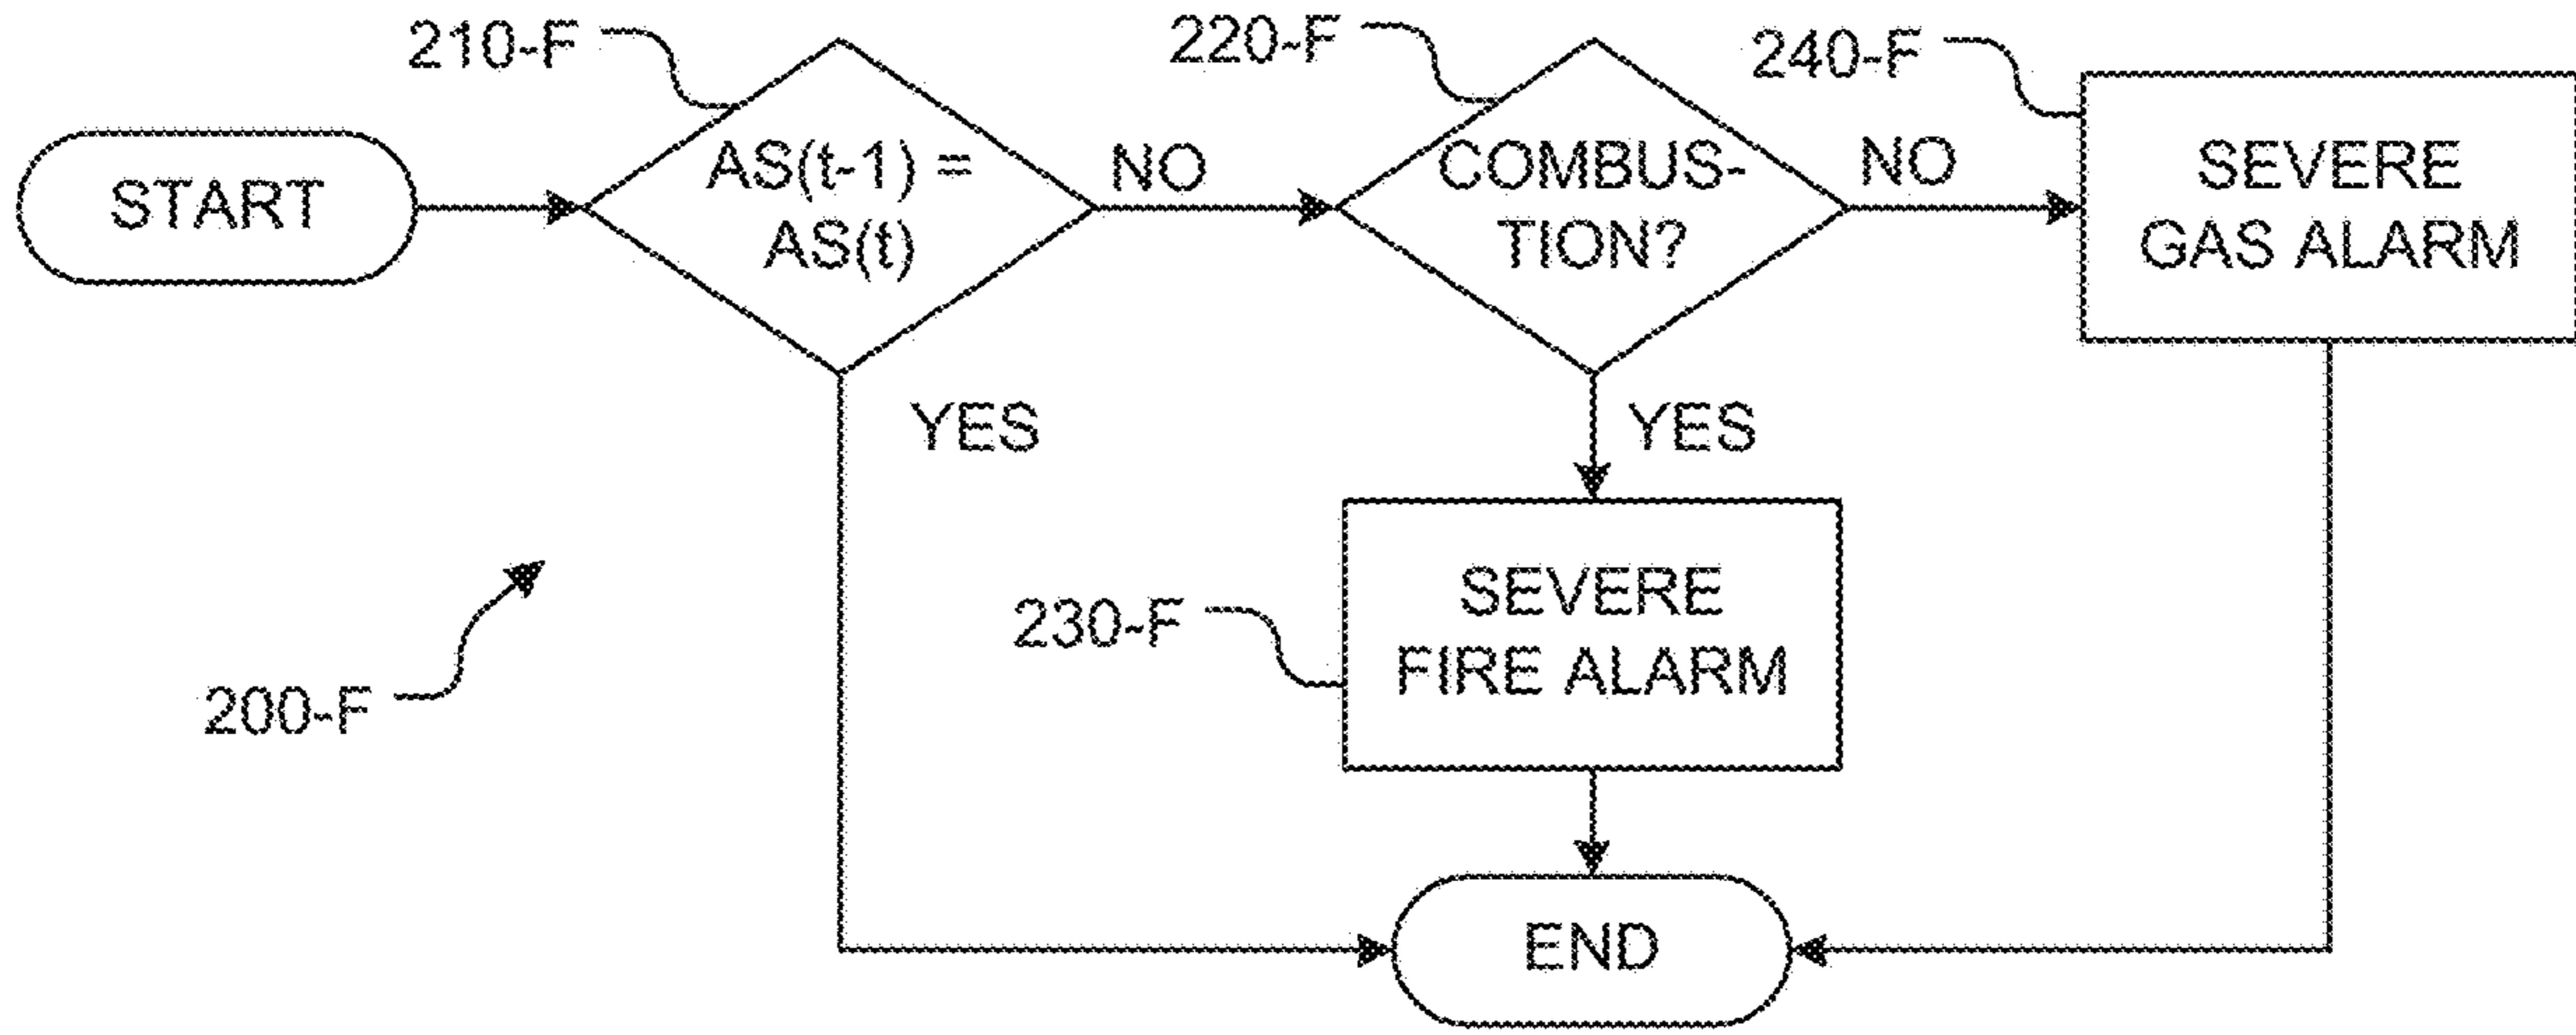 210-F
220-F
240-F
START
AS(t-1) =
AS(t)
NO
COMBUS-
TION?
NO
SEVERE
GAS ALARM
YES
YES
200-F
230-F
SEVERE
FIRE ALARM
END